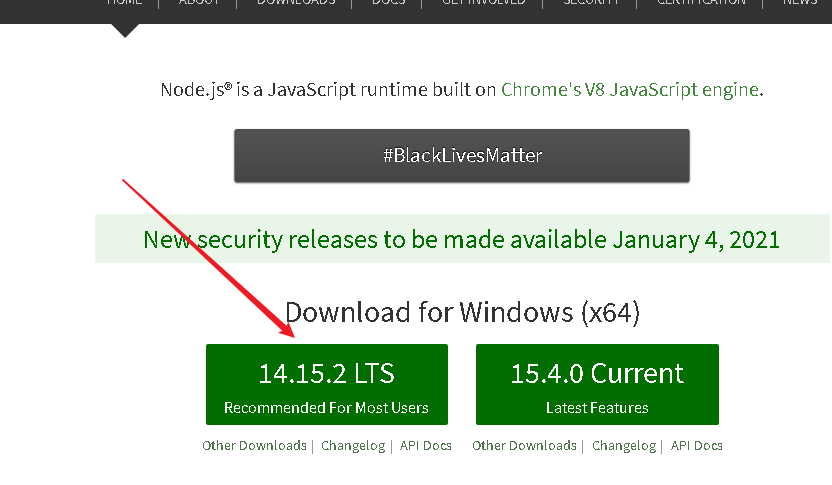 HOME | ABOUT | DOWNLOADS | DOCS | GET INVOLVED | SECURITY | CERTIFICATION | NEWS
Node.js® is a JavaScript runtime built on Chrome's V8 JavaScript engine.
#BlackLivesMatter
New security releases to be made available January 4, 2021
Download for Windows (x64)
14.15.2 LTS
Recommended For Most Users
15.4.0 Current
Latest Features
Other Downloads | Changelog | API Docs
Other Downloads | Changelog | API Docs